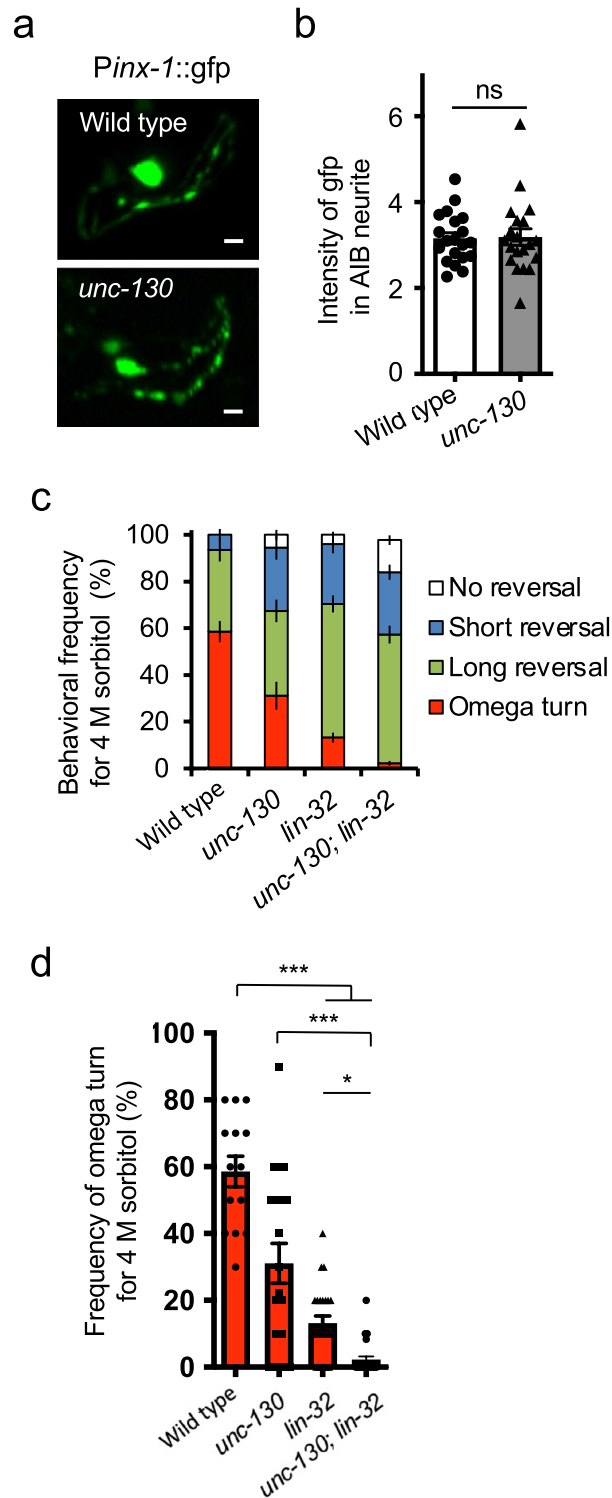 a
Pinx-1::gfp
Wild type
unc-130
b
ns
Intensity of gfp
in AIB neurite
6
4
2
0
Wild type
unc-130
c
Behavioral frequency
for 4 M sorbitol (%)
100
80
60
40
20
0
Wild type
unc-130
lin-32
unc-130; lin-32
No reversal
Short reversal
Long reversal
Omega turn
d
***
***
*
Frequency of omega turn
for 4 M sorbitol (%)
100
80
60
40
20
0
Wild type
unc-130
lin-32
unc-130; lin-32